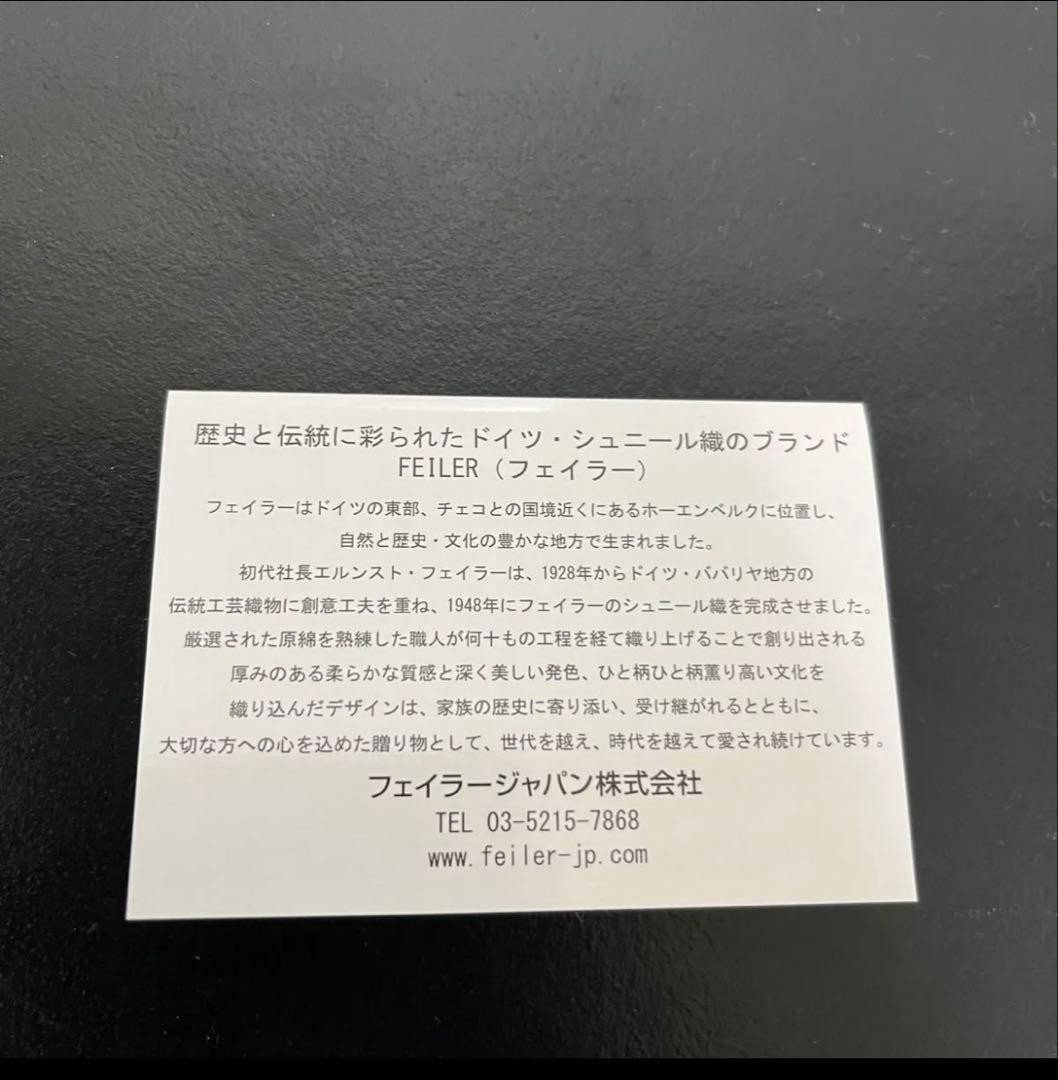 歴史と伝統に彩られたドイツ・シュニール織のブランド
FEILER（フェイラー）
フェイラーはドイツの東部、チェコとの国境近くにあるホーエンベルクに位置し、
自然と歴史・文化の豊かな地方で生まれました。
初代社長エルンスト・フェイラーは、1928年からドイツ・ババリヤ地方の
伝統工芸織物に創意工夫を重ね、1948年にフェイラーのシュニール織を完成させました。
厳選された原綿を熟練した職人が何十もの工程を経て織り上げることで創り出される
厚みのある柔らかな質感と深く美しい発色、ひと柄ひと柄薫り高い文化を
織り込んだデザインは、家族の歴史に寄り添い、受け継がれるとともに、
大切な方への心を込めた贈り物として、世代を越え、時代を越えて愛され続けています。
フェイラージャパン株式会社
TEL 03-5215-7868
www.feiler-jp.com